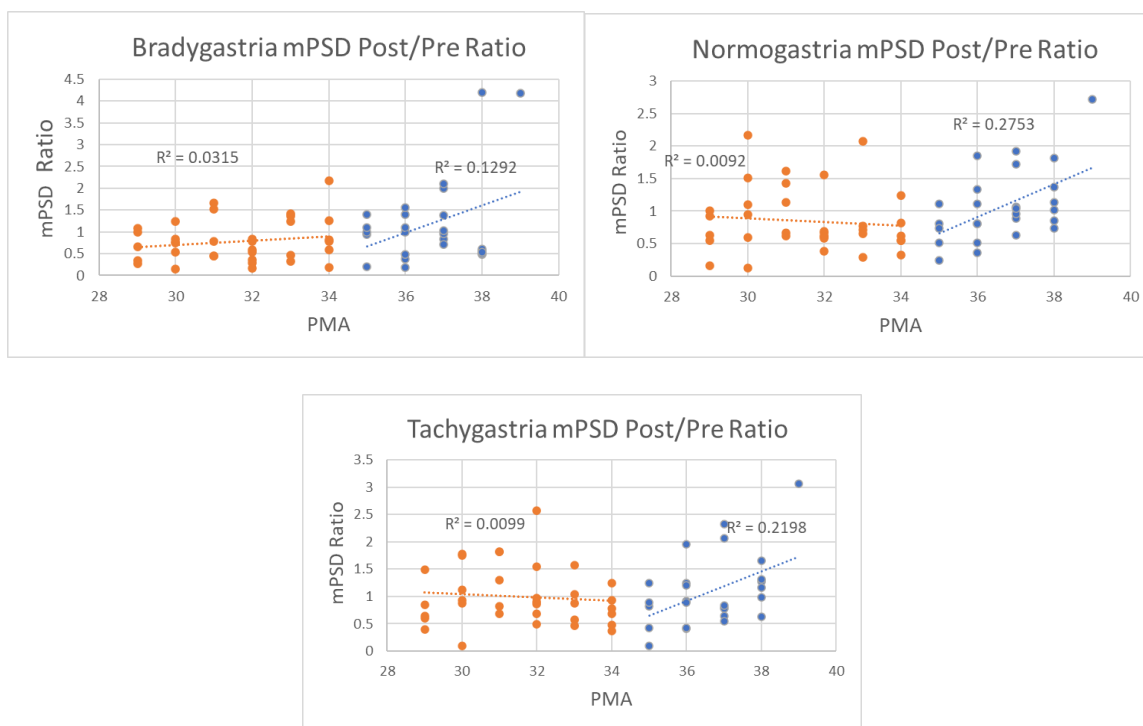 Bradygastria mPSD Post/Pre Ratio
mPSD Ratio
4.5
4
3.5
3
2.5
2
1.5
1
0.5
0
R² = 0.0315
R² = 0.1292
28 30 32 34 36 38 40
PMA
Normogastria mPSD Post/Pre Ratio
mPSD Ratio
3
2.5
2
1.5
1
0.5
0
R² = 0.0092
R² = 0.2753
28 30 32 34 36 38 40
PMA
Tachygastria mPSD Post/Pre Ratio
mPSD Ratio
3.5
3
2.5
2
1.5
1
0.5
0
R² = 0.0099
R² = 0.2198
28 30 32 34 36 38 40
PMA